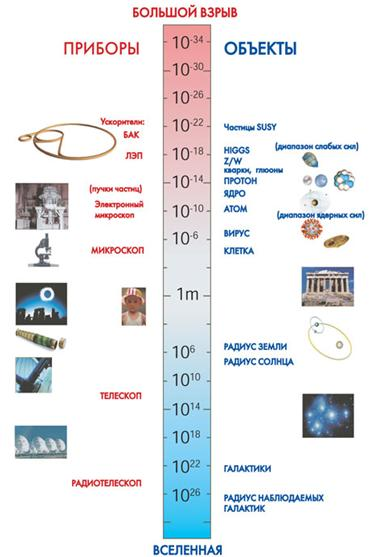 БОЛЬШОЙ ВЗРЫВ
ПРИБОРЫ
ОБЪЕКТЫ
10-34
10-30
10-26
Ускорители:
БАК
10-22
Частицы SUSY
ЛЭП
10-18
HIGGS (диапазон слабых сил)
Z/W
кварки, глюоны
(пучки частиц)
10-14
ПРОТОН
ЯДРО
Электронный
микроскоп
10-10
АТОМ
(диапазон ядерных сил)
10-6
ВИРУС
МИКРОСКОП
КЛЕТКА
1m
106
РАДИУС ЗЕМЛИ
РАДИУС СОЛНЦА
1010
ТЕЛЕСКОП
1014
1018
1022
ГАЛАКТИКИ
РАДИОТЕЛЕСКОП
1026
РАДИУС НАБЛЮДАЕМЫХ
ГАЛАКТИК
ВСЕЛЕННАЯ